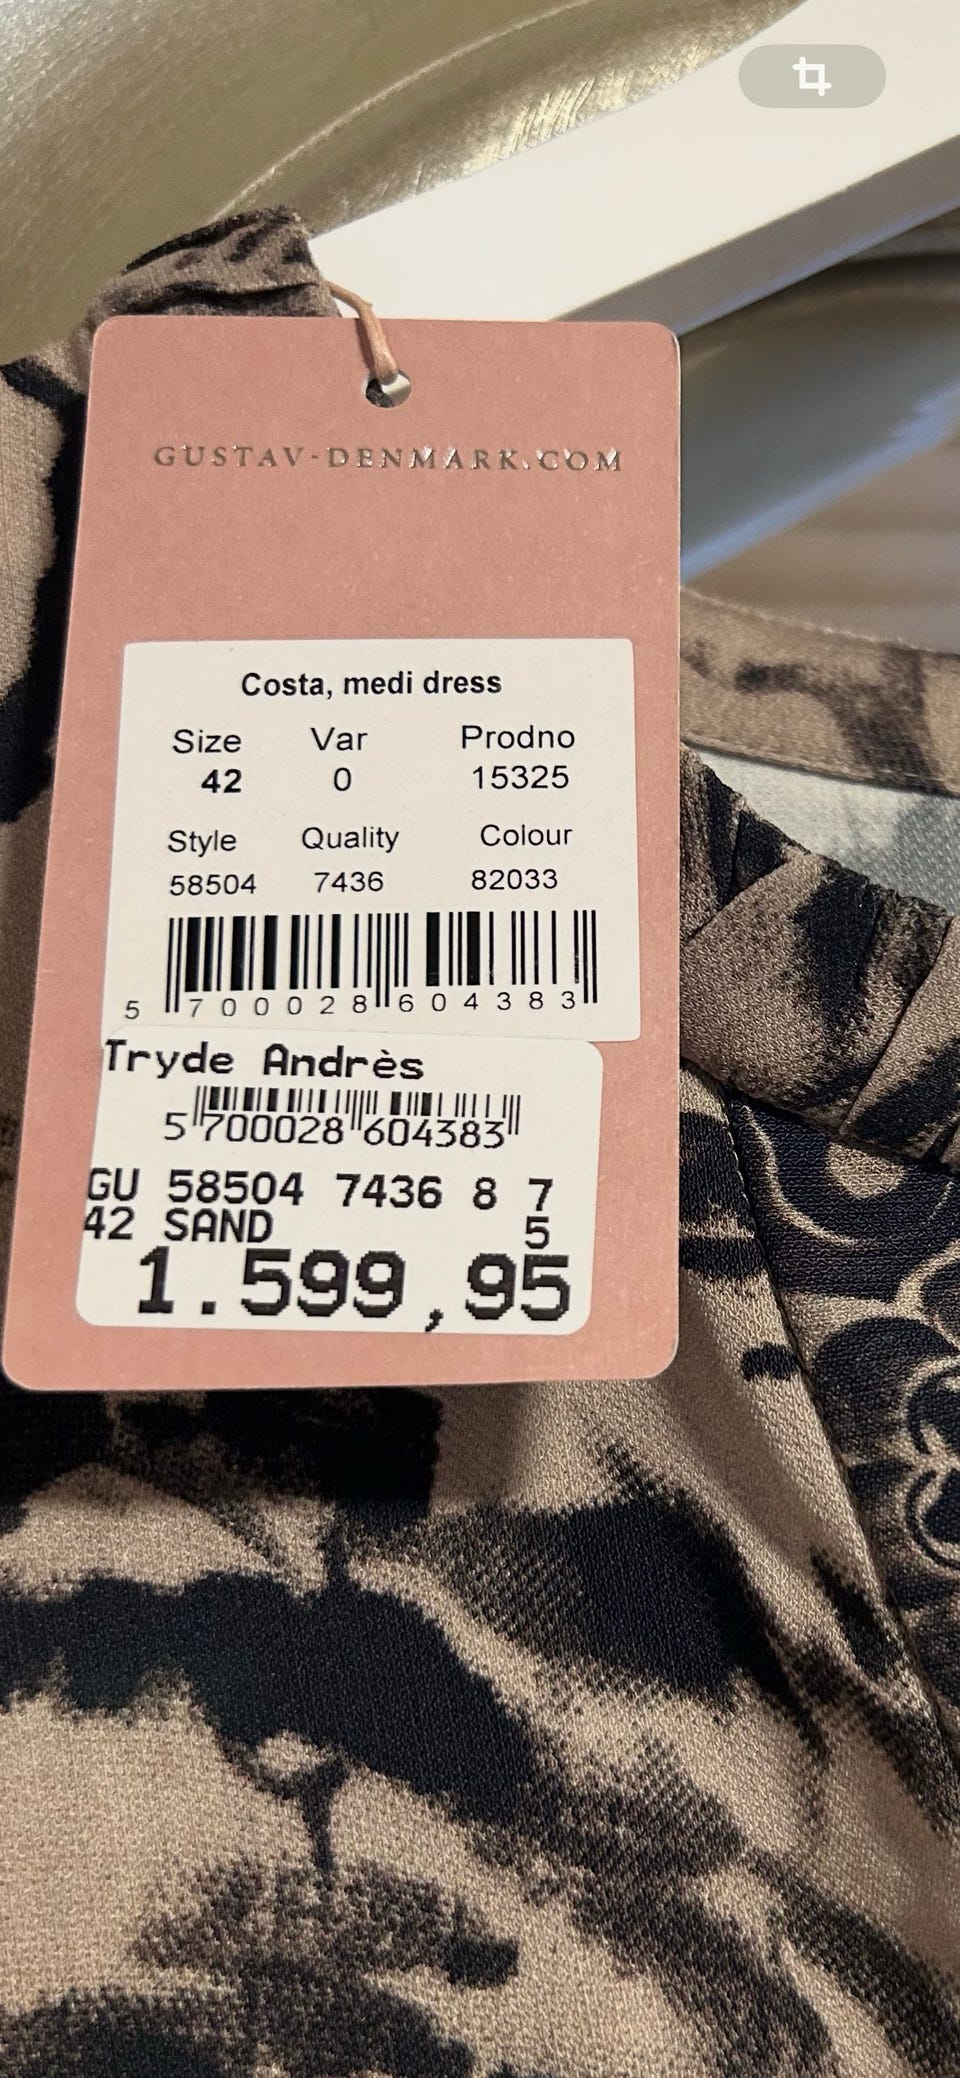 GUSTAV-DENMARK.COM
Costa, medi dress
Size Var Prodno
42 0 15325
Style Quality Colour
58504 7436 82033
5 700028 604383
Tryde Andrès
5 700028 604383
GU 58504 7436 8 7
42 SAND 5
1.599,95